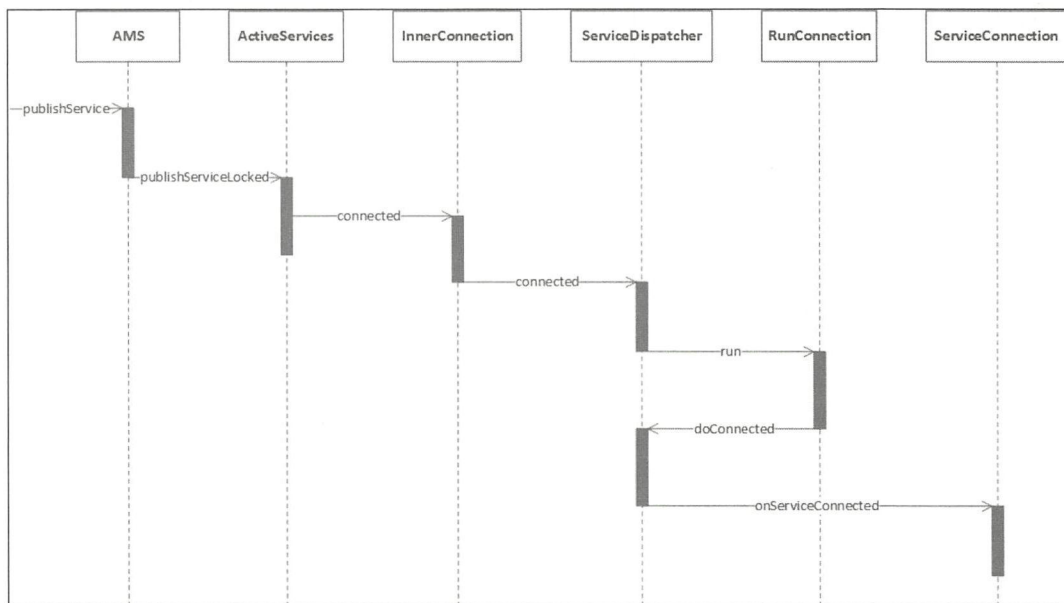 AMS ActiveServices InnerConnection ServiceDispatcher RunConnection ServiceConnection
publishService
publishServiceLocked
connected
connected
run
doConnected
onServiceConnected